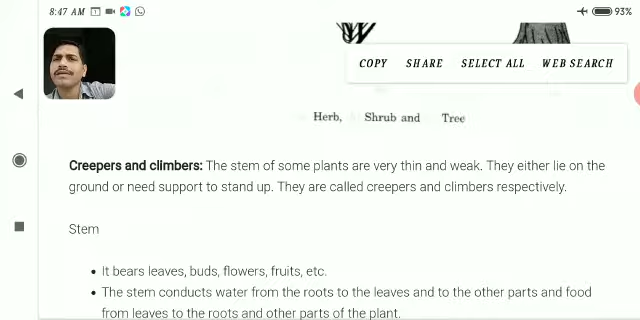 8:47 AM 93%
COPY SHARE SELECT ALL WEB SEARCH
Herb, Shrub and Tree
Creepers and climbers: The stem of some plants are very thin and weak. They either lie on the
ground or need support to stand up. They are called creepers and climbers respectively.
Stem
• It bears leaves, buds, flowers, fruits, etc.
• The stem conducts water from the roots to the leaves and to the other parts and food
from leaves to the roots and other parts of the plant.